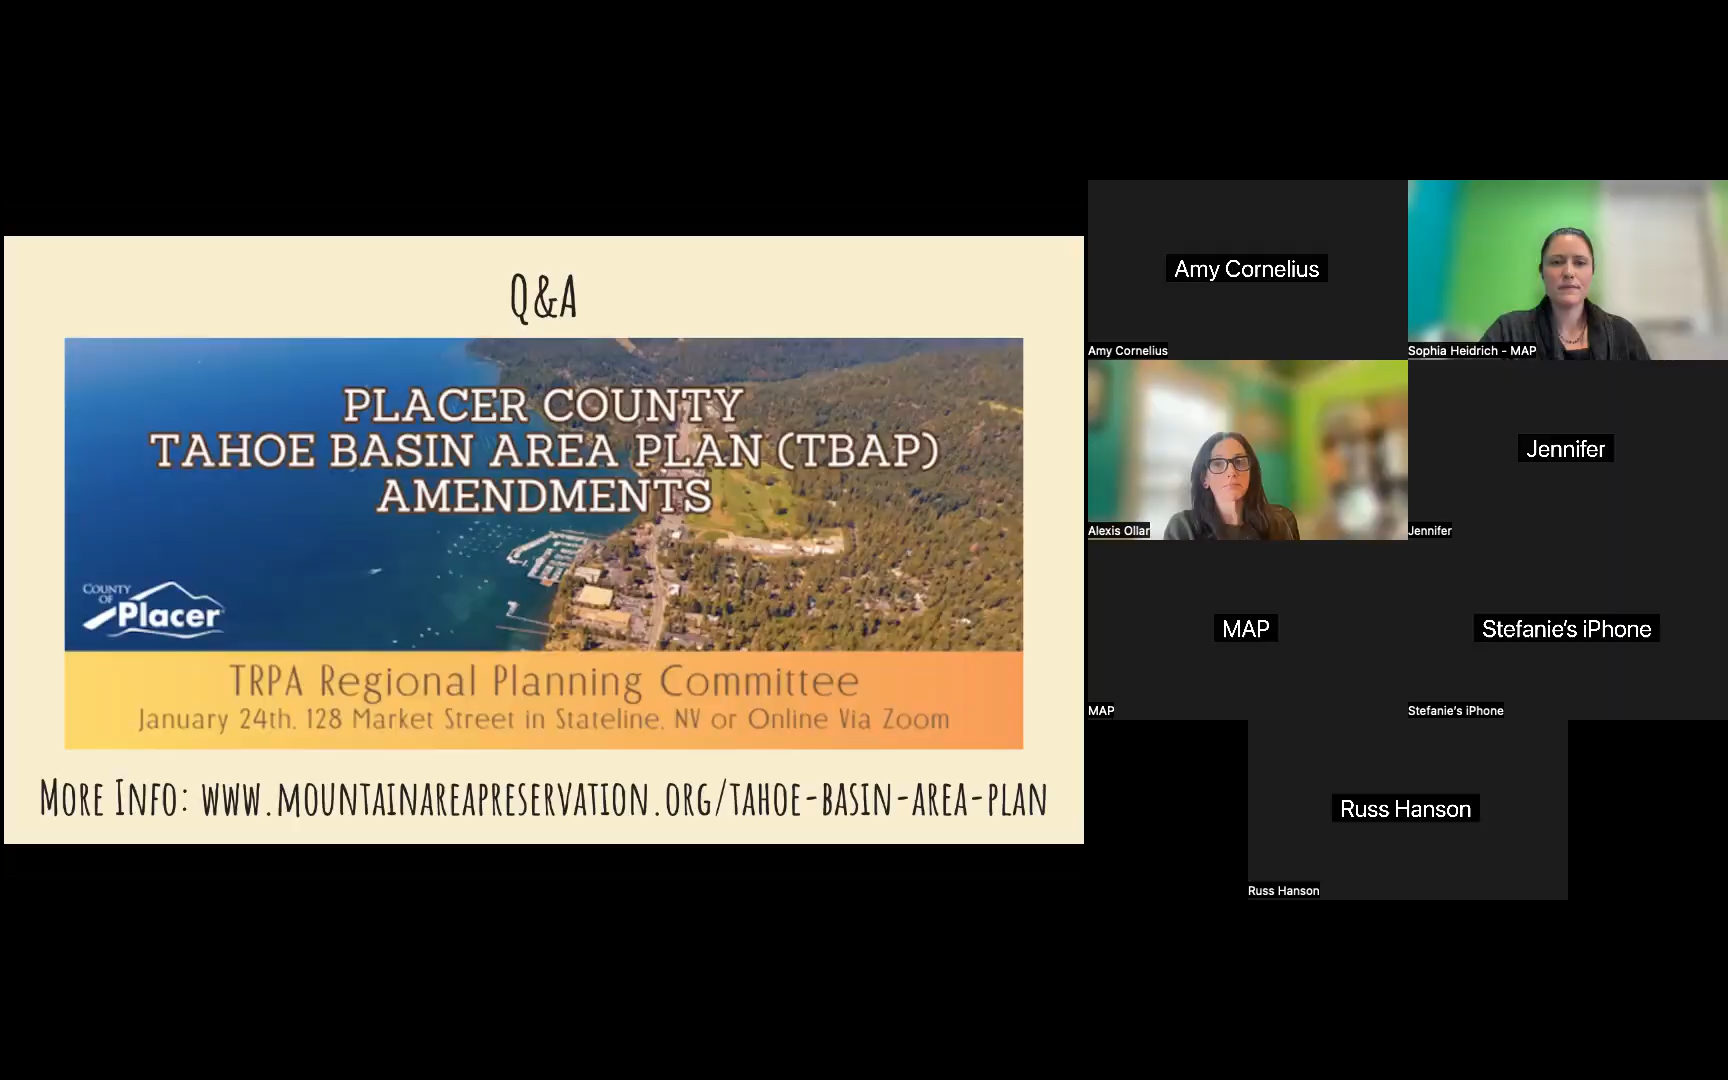 Q&A
PLACER COUNTY
TAHOE BASIN AREA PLAN (TBAP)
AMENDMENTS
COUNTY
OF
Placer
TRPA Regional Planning Committee
January 24th, 128 Market Street in Stateline, NV or Online Via Zoom
MORE INFO: WWW.MOUNTAINAREAPRESERVATION.ORG/TAHOE-BASIN-AREA-PLAN
Amy Cornelius
Amy Cornelius
Sophia Heidrich - MAP
Alexis Ollar
Jennifer
Jennifer
MAP
MAP
Stefanie's iPhone
Stefanie's iPhone
Russ Hanson
Russ Hanson